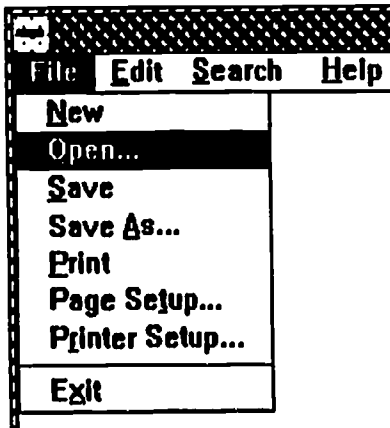 File Edit Search Help
New
Open...
Save
Save As...
Print
Page Setup...
Printer Setup...
Exit